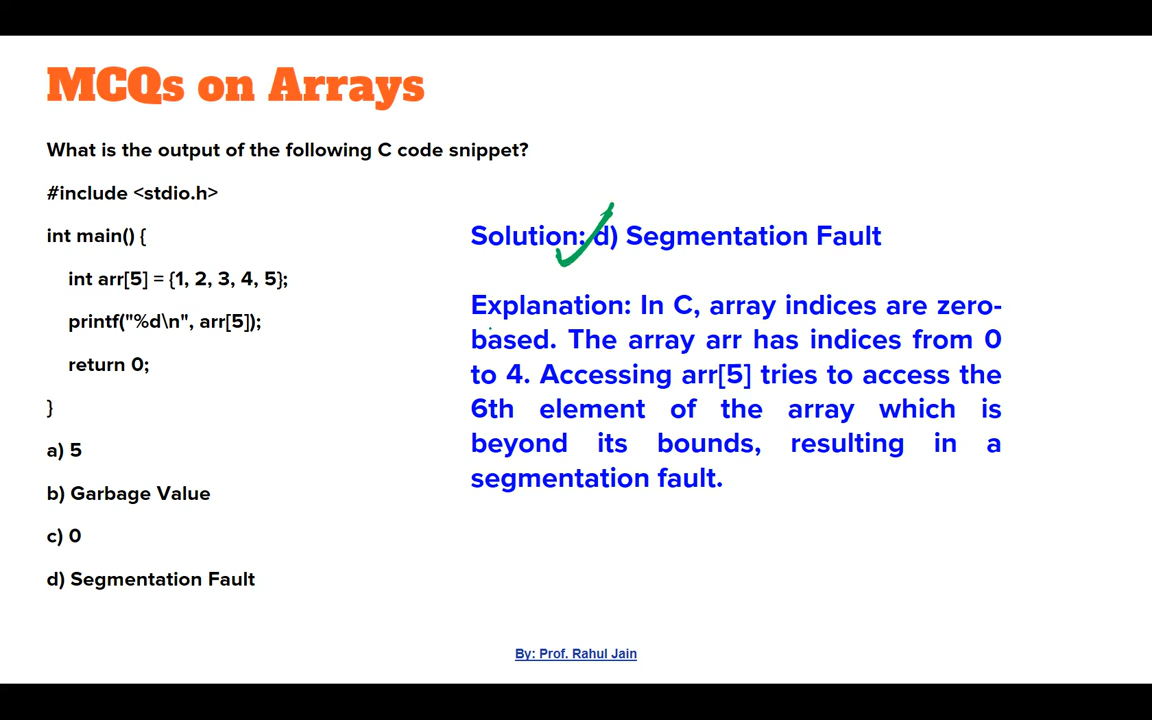 MCQs on Arrays
What is the output of the following C code snippet?
#include <stdio.h>
int main() {
int arr[5] = {1, 2, 3, 4, 5};
printf("%d\n", arr[5]);
return 0;
}
a) 5
b) Garbage Value
c) 0
d) Segmentation Fault
Solution: d) Segmentation Fault
Explanation: In C, array indices are zero-
based. The array arr has indices from 0
to 4. Accessing arr[5] tries to access the
6th element of the array which is
beyond its bounds, resulting in a
segmentation fault.
By: Prof. Rahul Jain